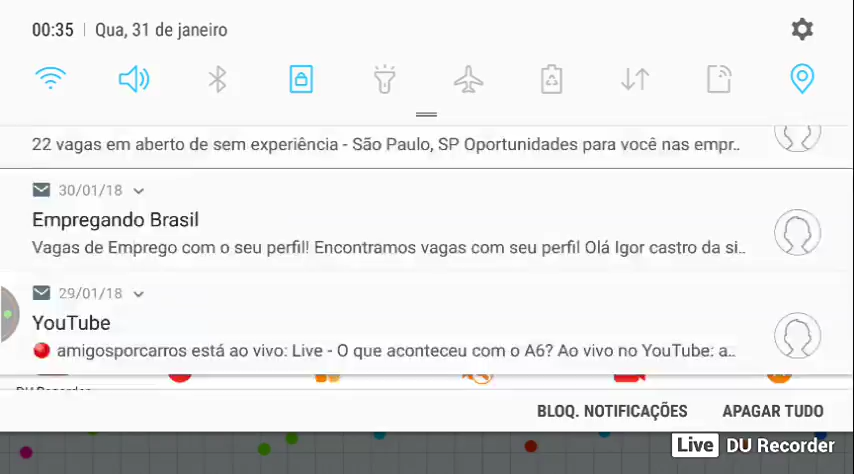 00:35 | Qua, 31 de janeiro
22 vagas em aberto de sem experiência - São Paulo, SP Oportunidades para você nas empr..
30/01/18
Empregando Brasil
Vagas de Emprego com o seu perfil! Encontramos vagas com seu perfil Olá Igor castro da si..
29/01/18
YouTube
amigosporcarros está ao vivo: Live - O que aconteceu com o A6? Ao vivo no YouTube: a..
DU Recorder
BLOQ. NOTIFICAÇÕES APAGAR TUDO
Live DU Recorder